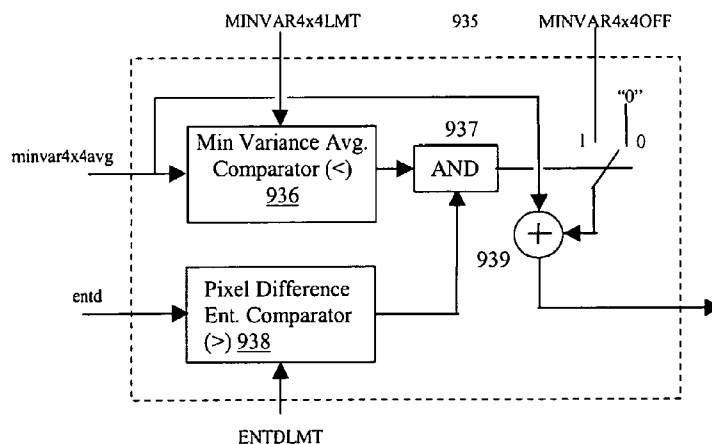 MINVAR4x4LMT
935
MINVAR4x4OFF
"0"
937
1
0
minvar4x4avg
Min Variance Avg.
Comparator (<)
936
AND
+
939
entd
Pixel Difference
Ent. Comparator
(>) 938
ENTDLMT